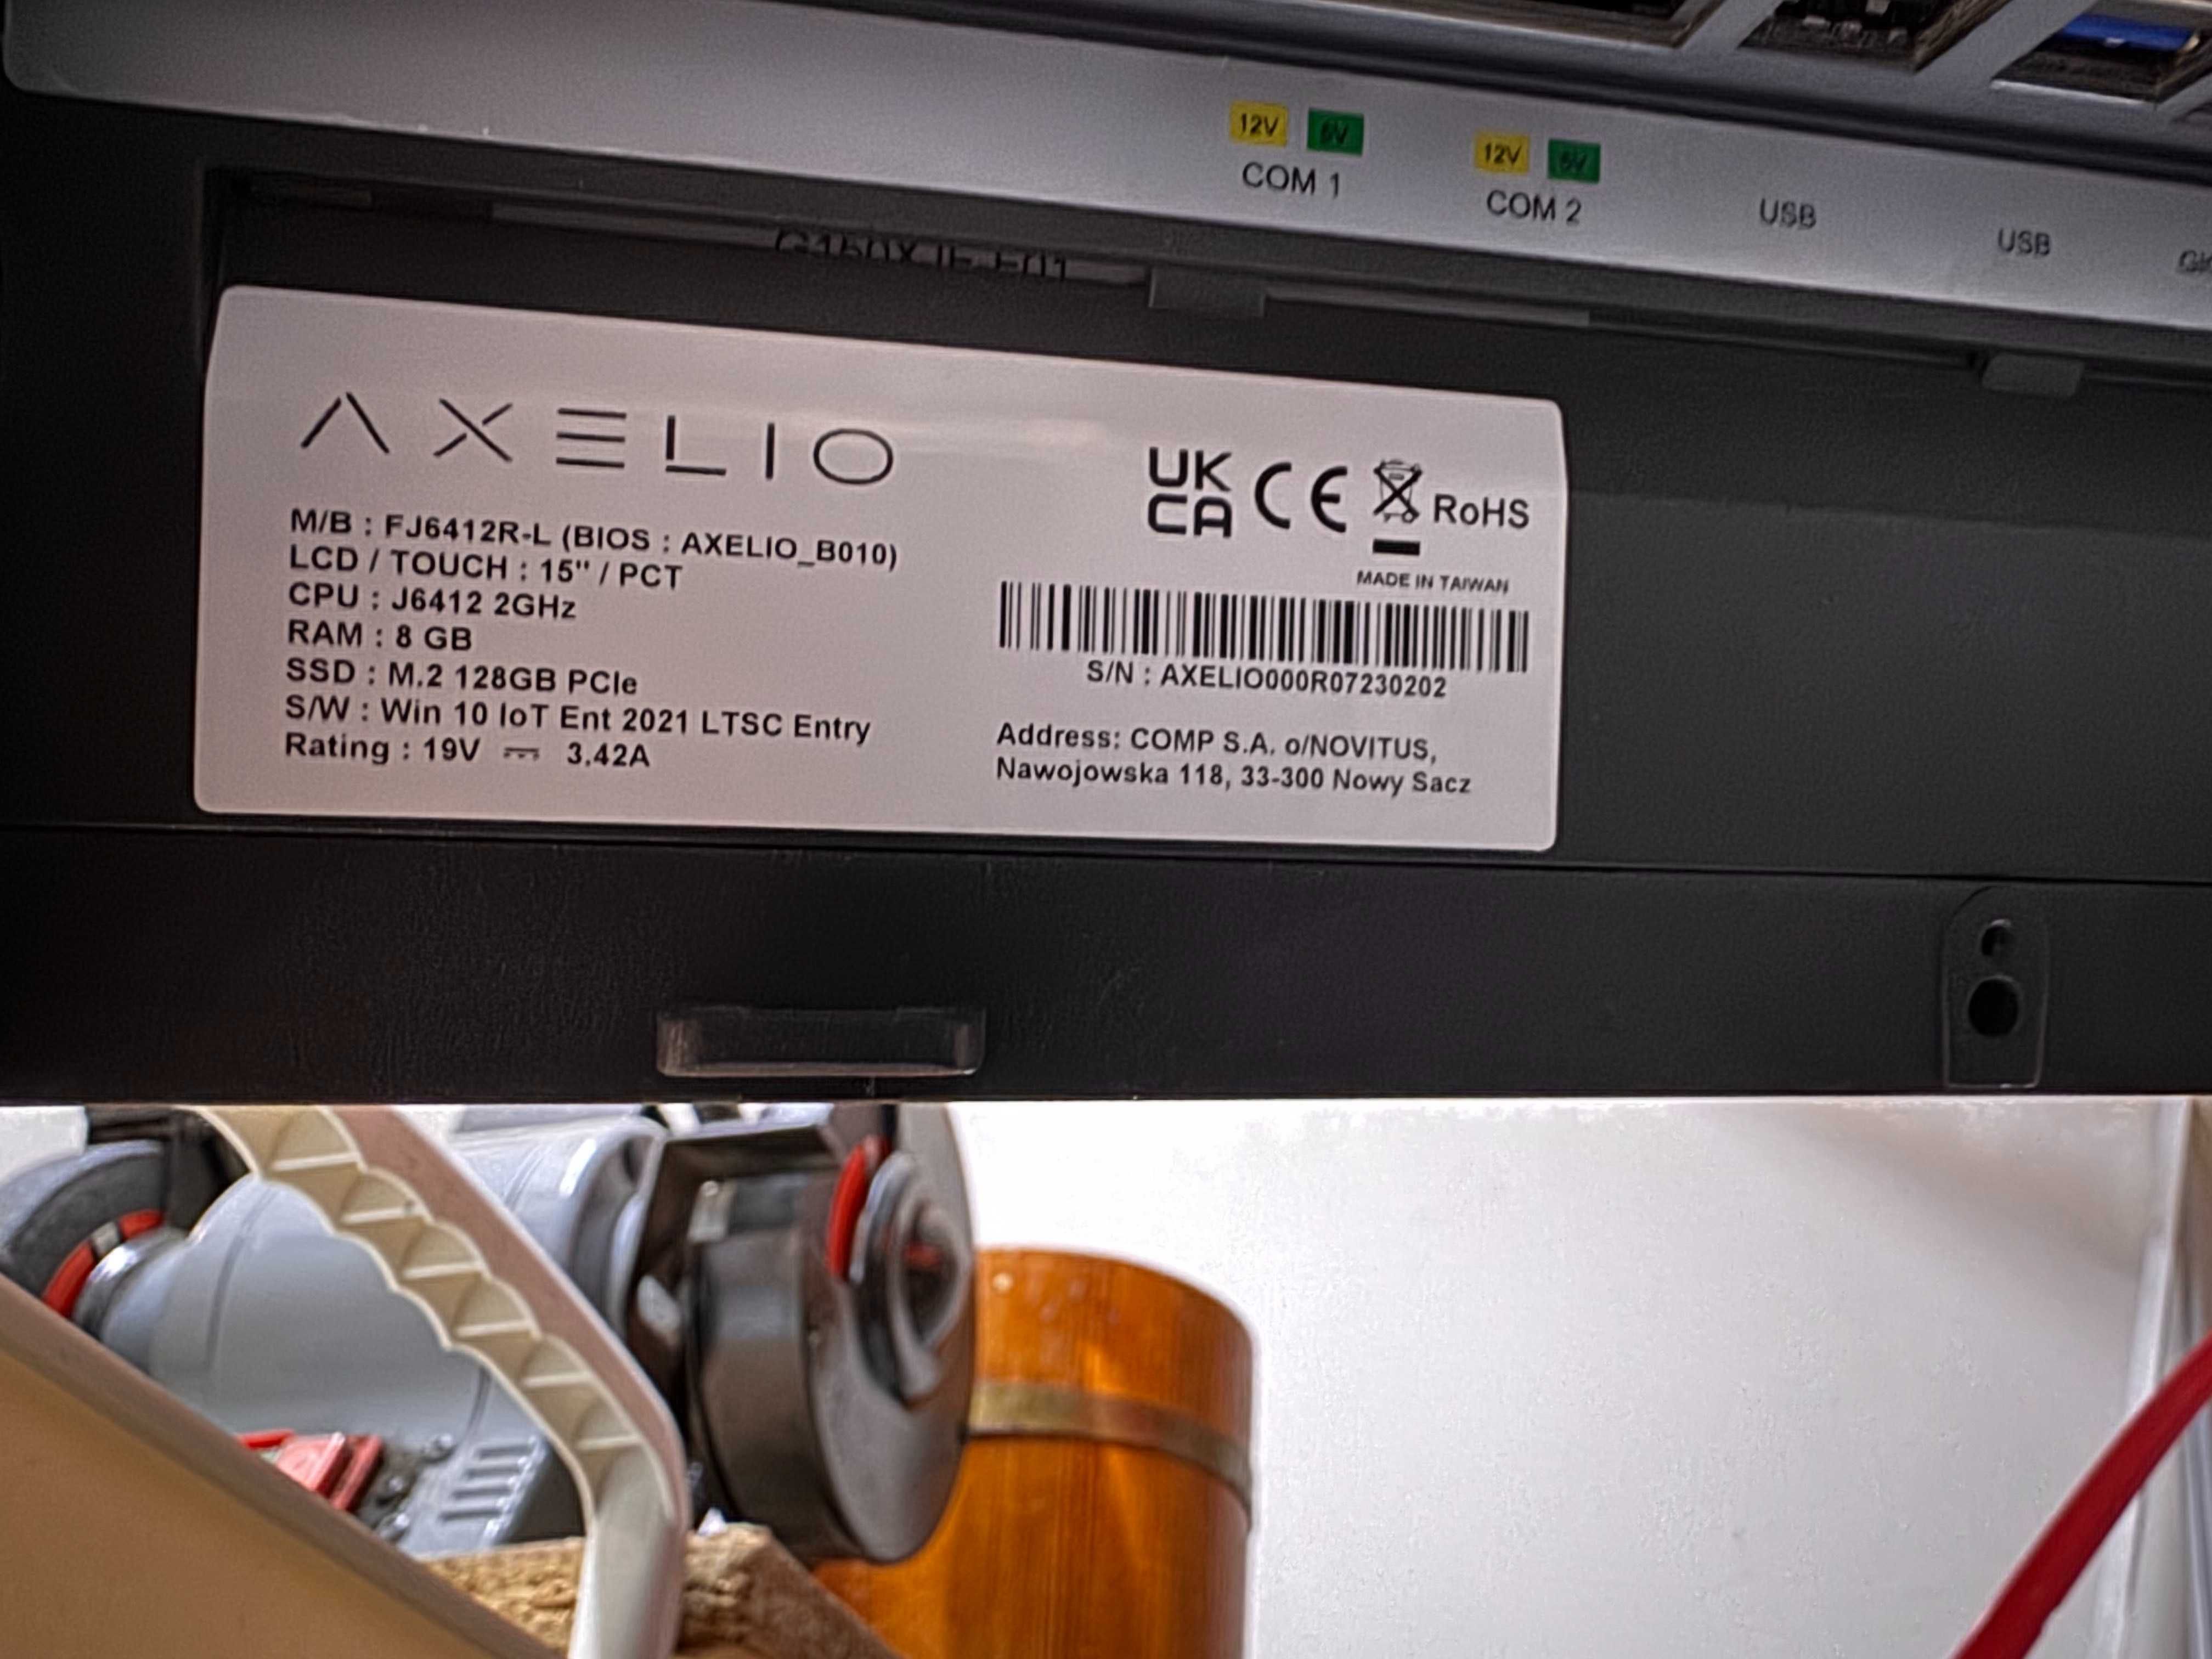 12V 5V 12V 5V
COM 1 COM 2 USB USB
AXELIO
M/B : FJ6412R-L (BIOS : AXELIO_B010)
LCD / TOUCH : 15" / PCT
CPU : J6412 2GHz
RAM : 8 GB
SSD : M.2 128GB PCIe
S/W : Win 10 IoT Ent 2021 LTSC Entry
Rating : 19V ⎓ 3.42A
UK
CA CE RoHS
MADE IN TAIWAN
S/N : AXELIO000R07230202
Address: COMP S.A. o/NOVITUS,
Nawojowska 118, 33-300 Nowy Sacz